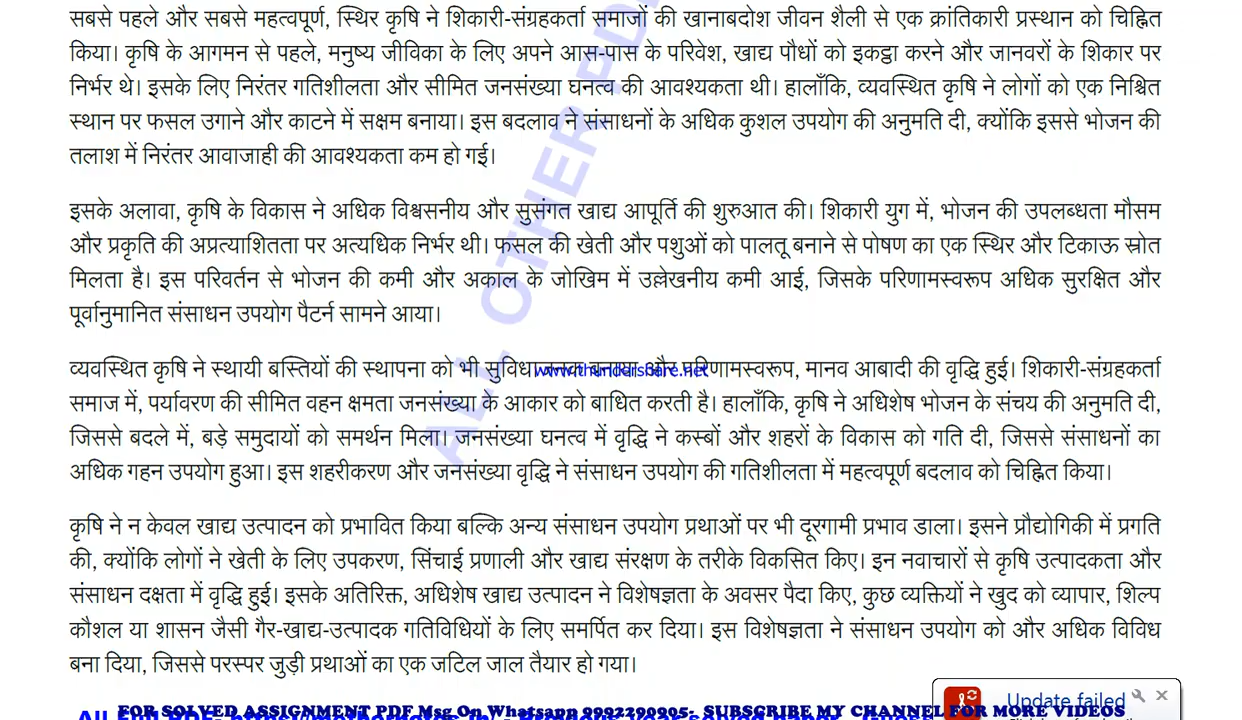 सबसे पहले और सबसे महत्वपूर्ण, स्थिर कृषि ने शिकारी-संग्रहकर्ता समाजों की खानाबदोश जीवन शैली से एक क्रांतिकारी प्रस्थान को चिह्नित
किया। कृषि के आगमन से पहले, मनुष्य जीविका के लिए अपने आस-पास के परिवेश, खाद्य पौधों को इकट्ठा करने और जानवरों के शिकार पर
निर्भर थे। इसके लिए निरंतर गतिशीलता और सीमित जनसंख्या घनत्व की आवश्यकता थी। हालाँकि, व्यवस्थित कृषि ने लोगों को एक निश्चित
स्थान पर फसल उगाने और काटने में सक्षम बनाया। इस बदलाव ने संसाधनों के अधिक कुशल उपयोग की अनुमति दी, क्योंकि इससे भोजन की
तलाश में निरंतर आवाजाही की आवश्यकता कम हो गई।
इसके अलावा, कृषि के विकास ने अधिक विश्वसनीय और सुसंगत खाद्य आपूर्ति की शुरुआत की। शिकारी युग में, भोजन की उपलब्धता मौसम
और प्रकृति की अप्रत्याशितता पर अत्यधिक निर्भर थी। फसल की खेती और पशुओं को पालतू बनाने से पोषण का एक स्थिर और टिकाऊ स्रोत
मिलता है। इस परिवर्तन से भोजन की कमी और अकाल के जोखिम में उल्लेखनीय कमी आई, जिसके परिणामस्वरूप अधिक सुरक्षित और
पूर्वानुमानित संसाधन उपयोग पैटर्न सामने आया।
व्यवस्थित कृषि ने स्थायी बस्तियों की स्थापना को भी और परिणामस्वरूप, मानव आबादी की वृद्धि हुई। शिकारी-संग्रहकर्ता
समाज में, पर्यावरण की सीमित वहन क्षमता जनसंख्या के आकार को बाधित करती है। हालाँकि, कृषि ने अधिशेष भोजन के संचय की अनुमति दी,
जिससे बदले में, बड़े समुदायों को समर्थन मिला। जनसंख्या घनत्व में वृद्धि ने कस्बों और शहरों के विकास को गति दी, जिससे संसाधनों का
अधिक गहन उपयोग हुआ। इस शहरीकरण और जनसंख्या वृद्धि ने संसाधन उपयोग की गतिशीलता में महत्वपूर्ण बदलाव को चिह्नित किया।
कृषि ने न केवल खाद्य उत्पादन को प्रभावित किया बल्कि अन्य संसाधन उपयोग प्रथाओं पर भी दूरगामी प्रभाव डाला। इसने प्रौद्योगिकी में प्रगति
की, क्योंकि लोगों ने खेती के लिए उपकरण, सिंचाई प्रणाली और खाद्य संरक्षण के तरीके विकसित किए। इन नवाचारों से कृषि उत्पादकता और
संसाधन दक्षता में वृद्धि हुई। इसके अतिरिक्त, अधिशेष खाद्य उत्पादन ने विशेषज्ञता के अवसर पैदा किए, कुछ व्यक्तियों ने खुद को व्यापार, शिल्प
कौशल या शासन जैसी गैर-खाद्य-उत्पादक गतिविधियों के लिए समर्पित कर दिया। इस विशेषज्ञता ने संसाधन उपयोग को और अधिक विविध
बना दिया, जिससे परस्पर जुड़ी प्रथाओं का एक जटिल जाल तैयार हो गया।
ALL OTHER PD
Update failed
FOR SOLVED ASSIGNMENT PDF Msg On Whatsapp 9992290905- SUBSCRIBE MY CHANNEL FOR MORE VIDEOS